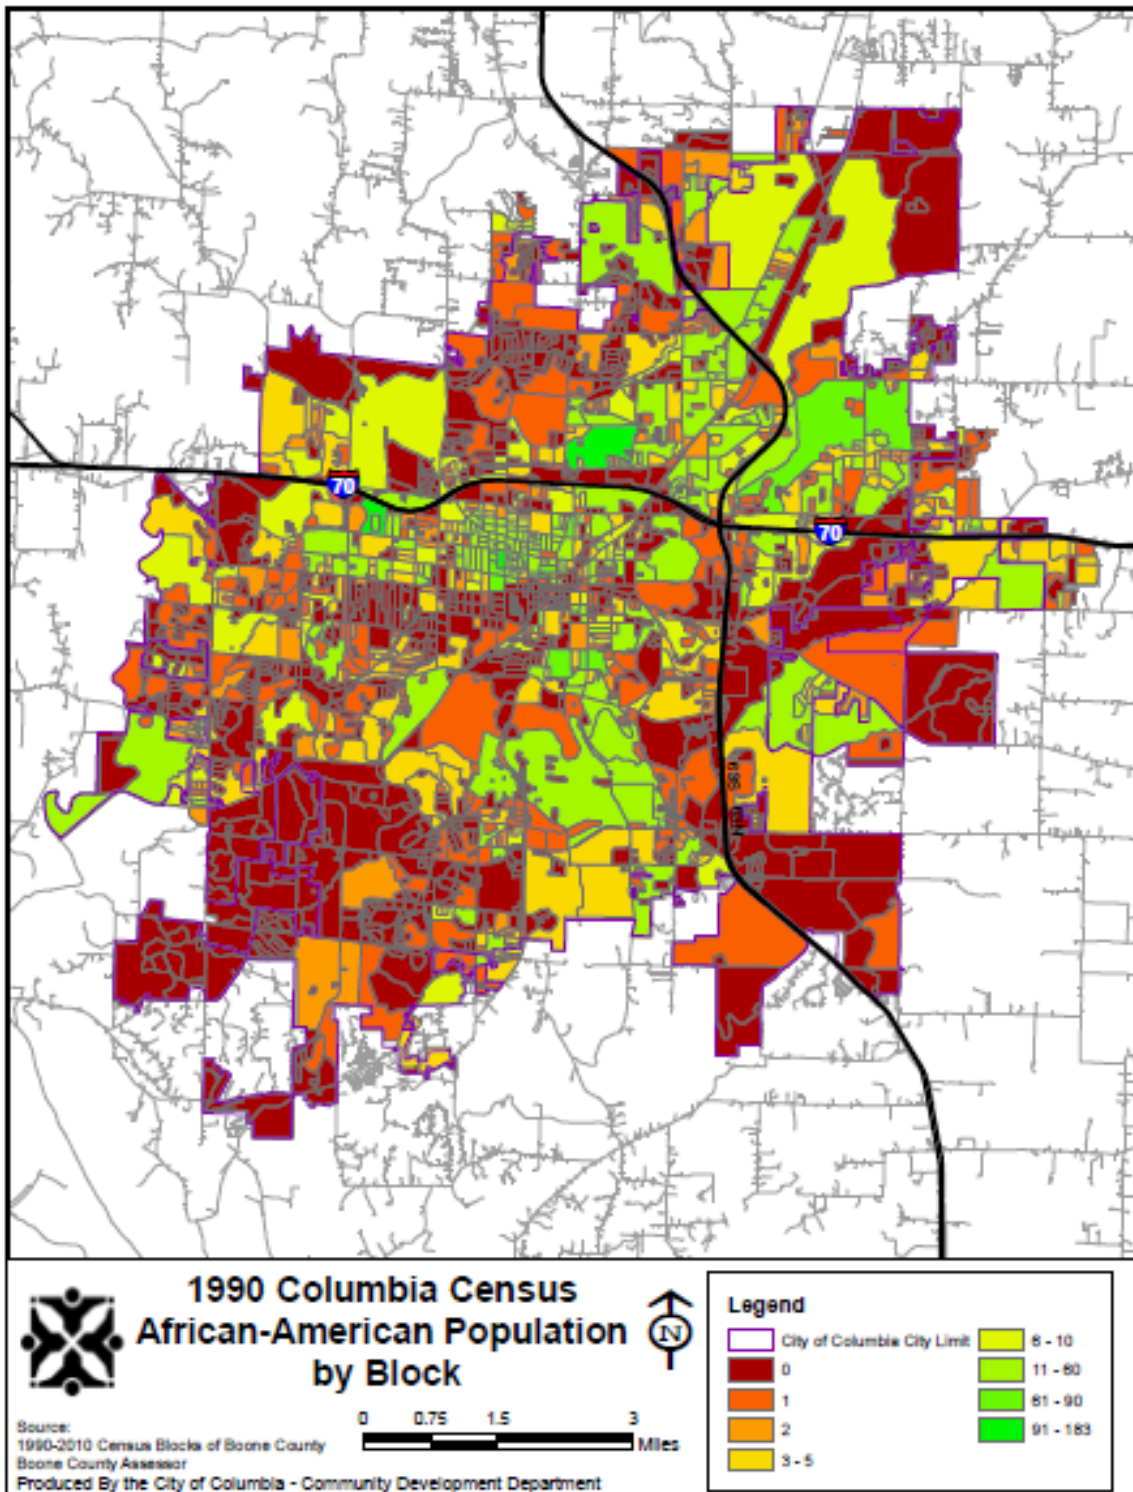 70
70
1990 Columbia Census
African-American Population
by Block
N
Source:
1990-2010 Census Blocks of Boone County
Boone County Assessor
Produced By the City of Columbia - Community Development Department
0 0.75 1.5 3
Miles
Legend
City of Columbia City Limit
0
1
2
3 - 5
6 - 10
11 - 60
61 - 90
91 - 183